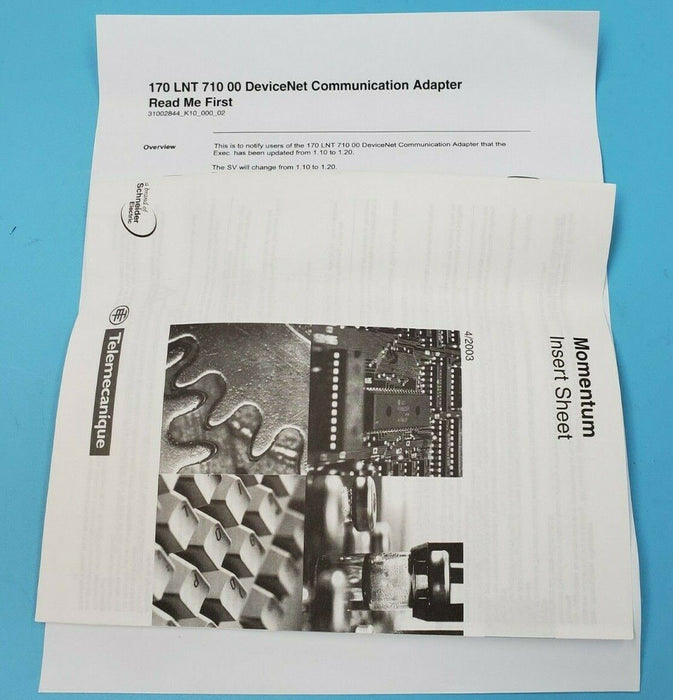 170 LNT 710 00 DeviceNet Communication Adapter
Read Me First
31002844_K10_000_02
Overview
This is to notify users of the 170 LNT 710 00 DeviceNet Communication Adapter that the
Exec. has been updated from 1.10 to 1.20.
The SV will change from 1.10 to 1.20.
Momentum
Insert Sheet
4/2003
a brand of
Schneider
Electric
Telemecanique